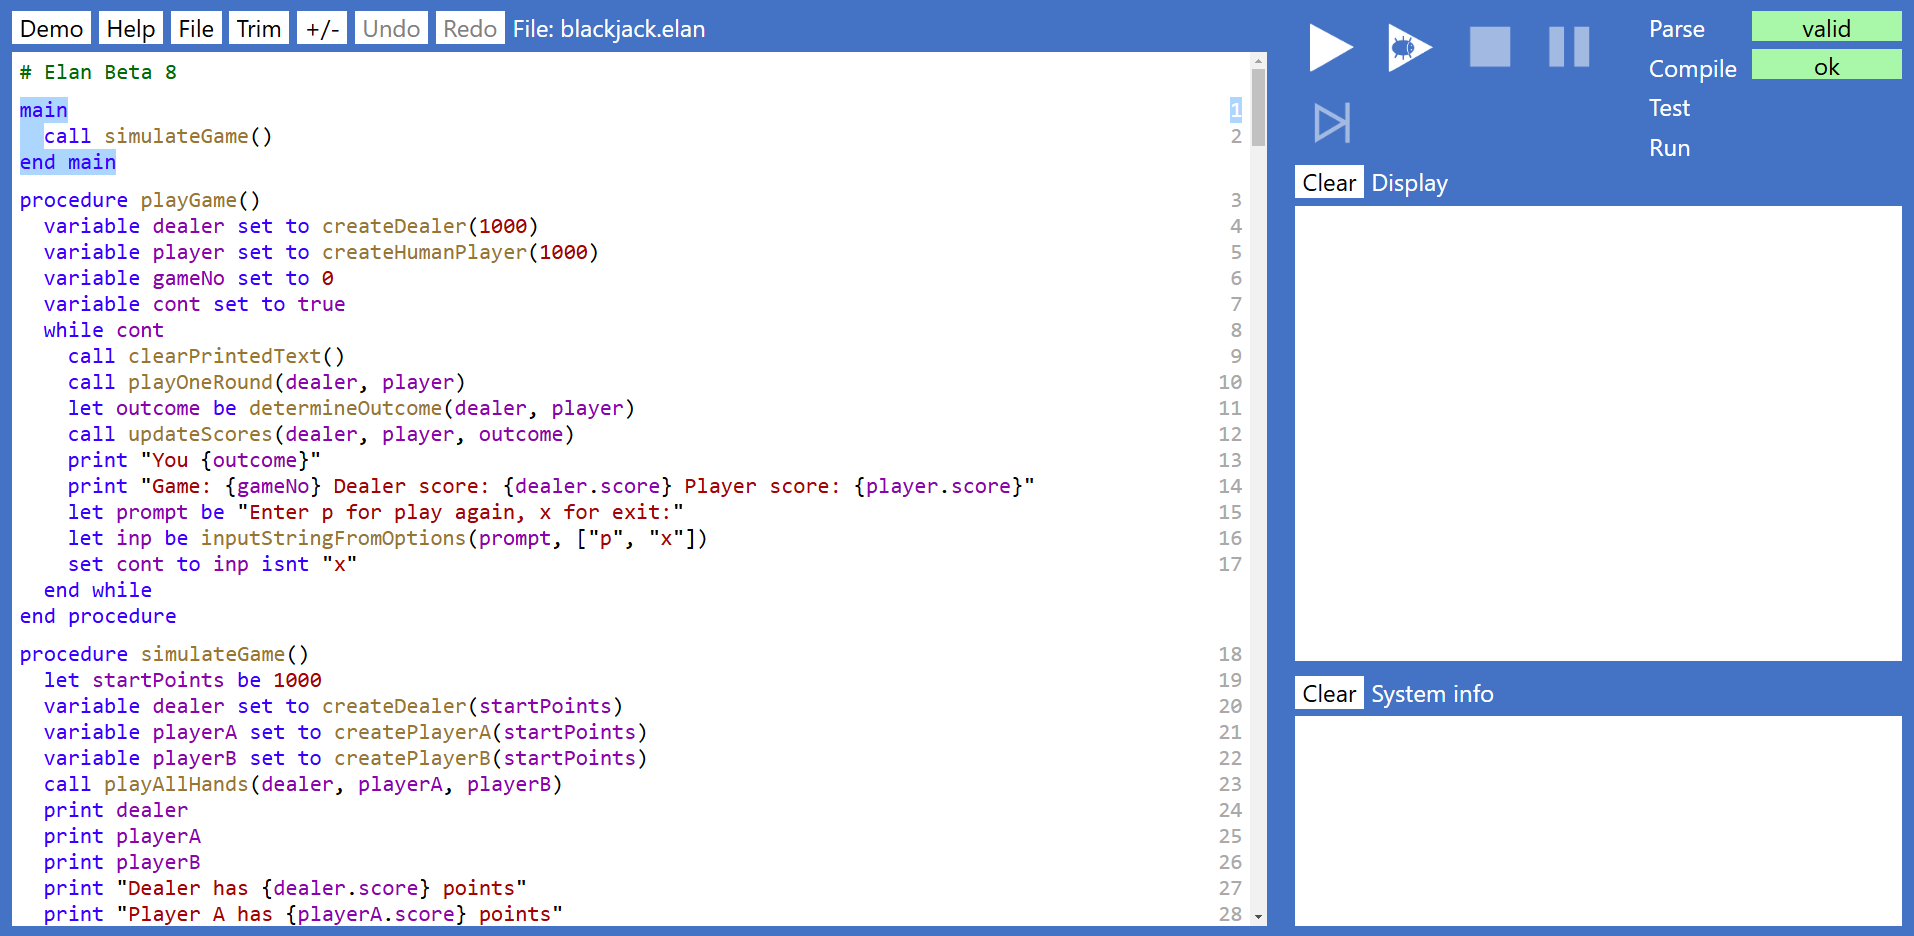 Demo Help File Trim +/- Undo Redo File: blackjack.elan
# Elan Beta 8
main 1
  call simulateGame() 2
end main
procedure playGame() 3
  variable dealer set to createDealer(1000) 4
  variable player set to createHumanPlayer(1000) 5
  variable gameNo set to 0 6
  variable cont set to true 7
  while cont 8
    call clearPrintedText() 9
    call playOneRound(dealer, player) 10
    let outcome be determineOutcome(dealer, player) 11
    call updateScores(dealer, player, outcome) 12
    print "You {outcome}" 13
    print "Game: {gameNo} Dealer score: {dealer.score} Player score: {player.score}" 14
    let prompt be "Enter p for play again, x for exit:" 15
    let inp be inputStringFromOptions(prompt, ["p", "x"]) 16
    set cont to inp isnt "x" 17
  end while
end procedure
procedure simulateGame() 18
  let startPoints be 1000 19
  variable dealer set to createDealer(startPoints) 20
  variable playerA set to createPlayerA(startPoints) 21
  variable playerB set to createPlayerB(startPoints) 22
  call playAllHands(dealer, playerA, playerB) 23
  print dealer 24
  print playerA 25
  print playerB 26
  print "Dealer has {dealer.score} points" 27
  print "Player A has {playerA.score} points" 28
Parse valid
Compile ok
Test
Run
Clear Display
Clear System info